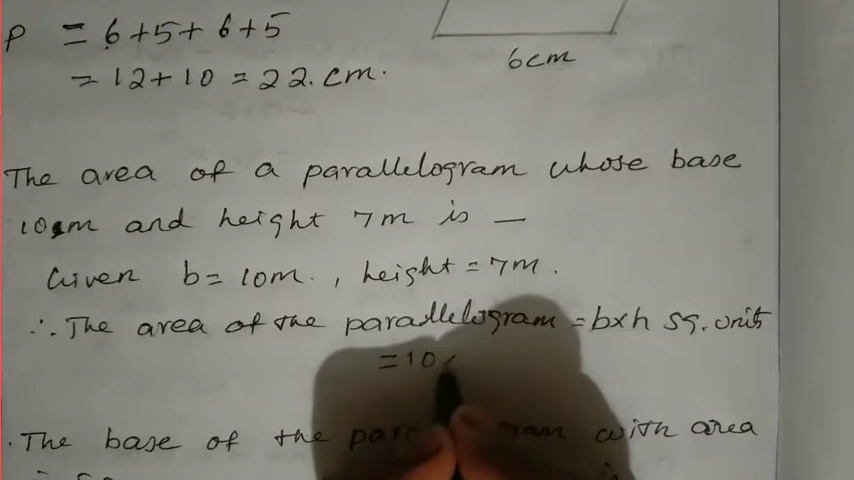 P = 6+5+6+5
6cm
= 12+10 = 22.cm.
The area of a parallelogram whose base
10m and height 7m is —
Given b = 10m., height = 7m.
∴ The area of the parallelogram = b×h sq. units
= 10
. The base of the with area